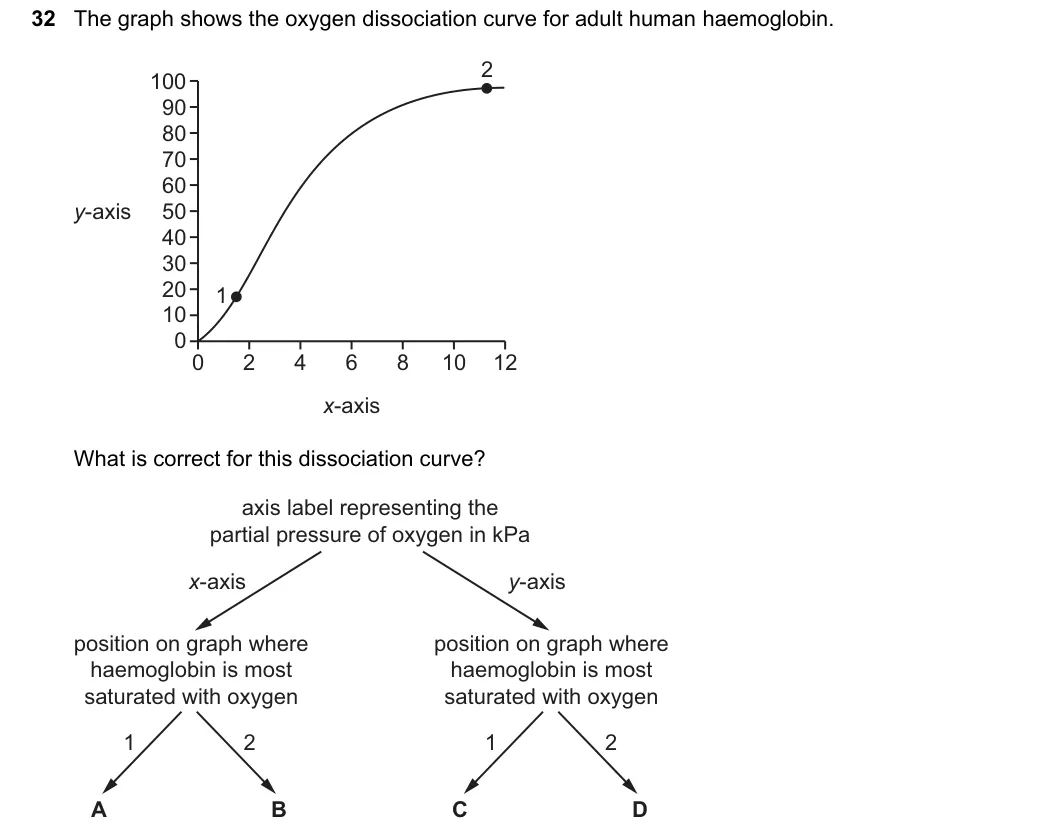 32 The graph shows the oxygen dissociation curve for adult human haemoglobin.
2
100
90
80
70
60
y-axis 50
40
30
20
1
10
0
0 2 4 6 8 10 12
x-axis
What is correct for this dissociation curve?
axis label representing the
partial pressure of oxygen in kPa
x-axis y-axis
position on graph where position on graph where
haemoglobin is most haemoglobin is most
saturated with oxygen saturated with oxygen
1 2 1 2
A B C D